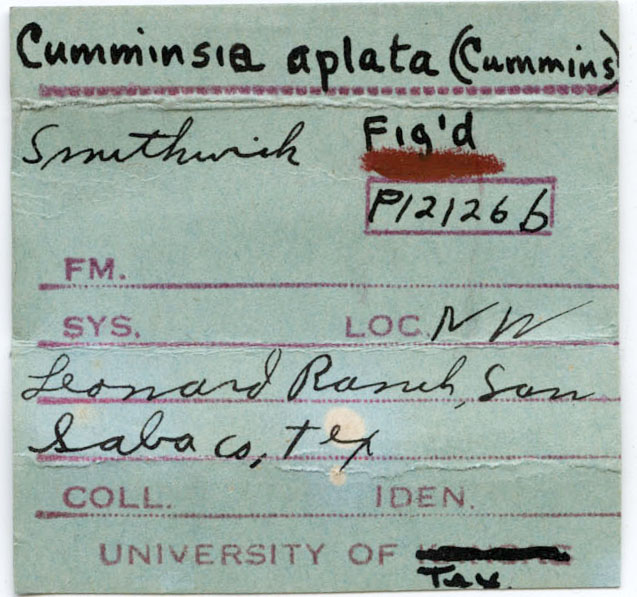 Cumminsia aplata (Cummins)
Smithwick Fig'd
P12126b
FM.
SYS. LOC. NW
Leonard Ranch, San
Saba Co, Tex
COLL. IDEN.
UNIVERSITY OF
Tex.